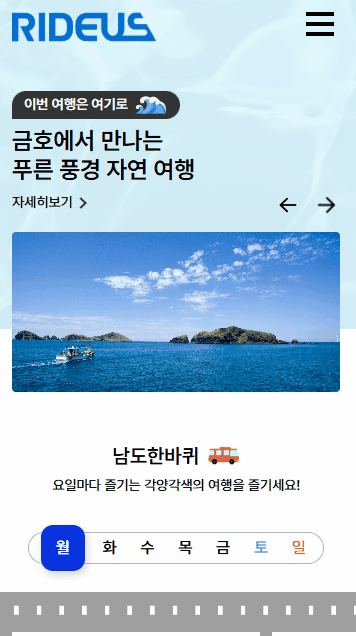 RIDEUS
이번 여행은 여기로
금호에서 만나는
푸른 풍경 자연 여행
자세히보기
남도한바퀴
요일마다 즐기는 각양각색의 여행을 즐기세요!
월 화 수 목 금 토 일